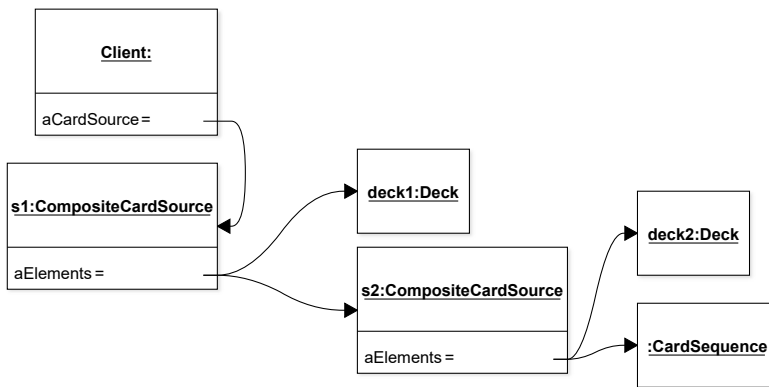 Client:
aCardSource =
s1:CompositeCardSource
aElements =
deck1:Deck
s2:CompositeCardSource
aElements =
deck2:Deck
:CardSequence